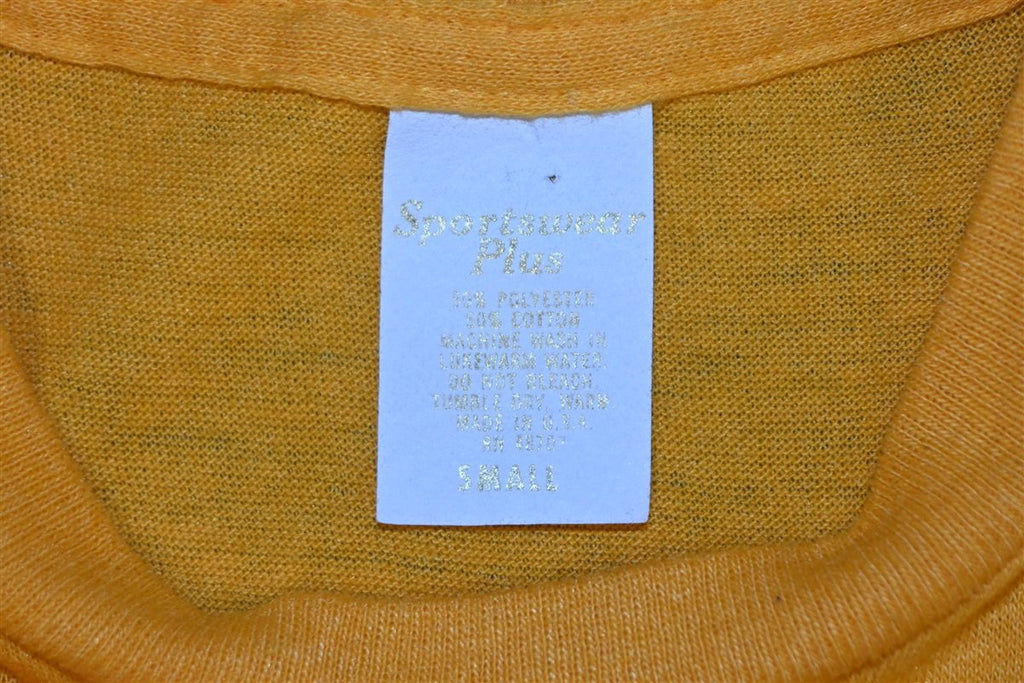 Sportswear
Plus
50% POLYESTER
50% COTTON
MACHINE WASH IN
LUKEWARM WATER.
DO NOT BLEACH.
TUMBLE DRY, WARM
MADE IN U.S.A.
RN
SMALL